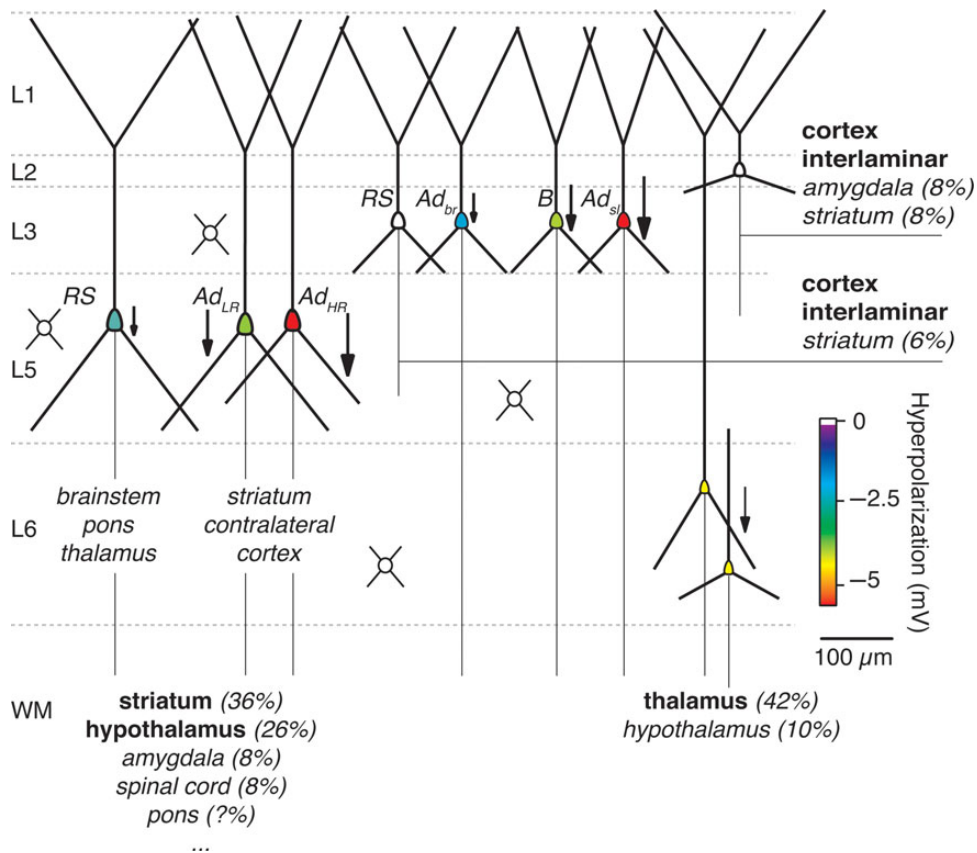 L1
L2
L3
L5
L6
WM
cortex
interlaminar
amygdala (8%)
striatum (8%)
RS
Ad_br
B
Ad_sl
cortex
interlaminar
striatum (6%)
RS
Ad_LR
Ad_HR
brainstem
pons
thalamus
striatum
contralateral
cortex
0
−2.5
−5
Hyperpolarization (mV)
100 µm
striatum (36%)
hypothalamus (26%)
amygdala (8%)
spinal cord (8%)
pons (?%)
...
thalamus (42%)
hypothalamus (10%)